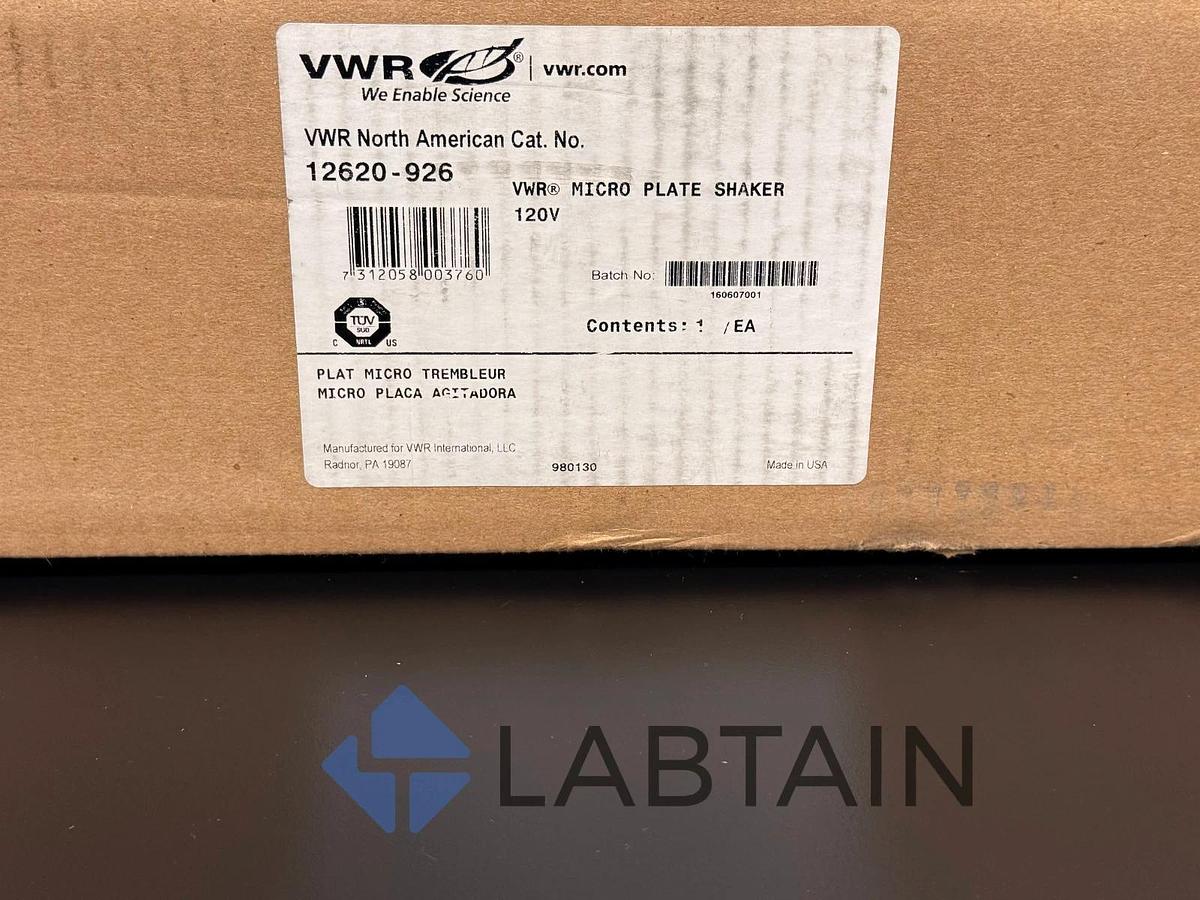 VWR® | vwr.com
We Enable Science
VWR North American Cat. No.
12620-926
VWR® MICRO PLATE SHAKER
120V
7 312058 003760
Batch No:
160607001
TÜV
SÜD
C NRTL US
Contents: 1 /EA
PLAT MICRO TREMBLEUR
MICRO PLACA AGITADORA
Manufactured for VWR International, LLC
Radnor, PA 19087
980130
Made in USA
LABTAIN